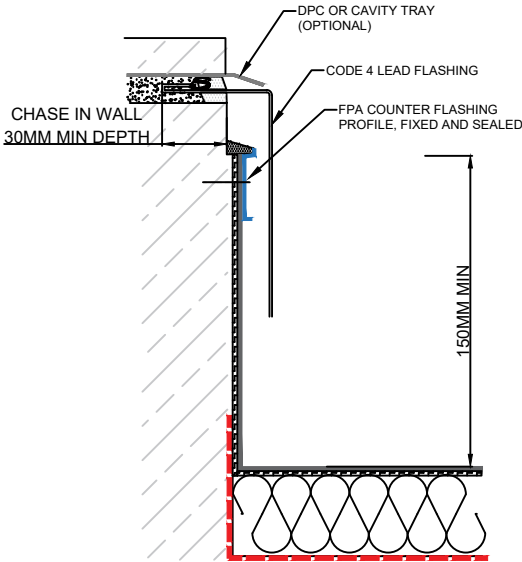 DPC OR CAVITY TRAY
(OPTIONAL)
CODE 4 LEAD FLASHING
FPA COUNTER FLASHING
PROFILE, FIXED AND SEALED
CHASE IN WALL
30MM MIN DEPTH
150MM MIN